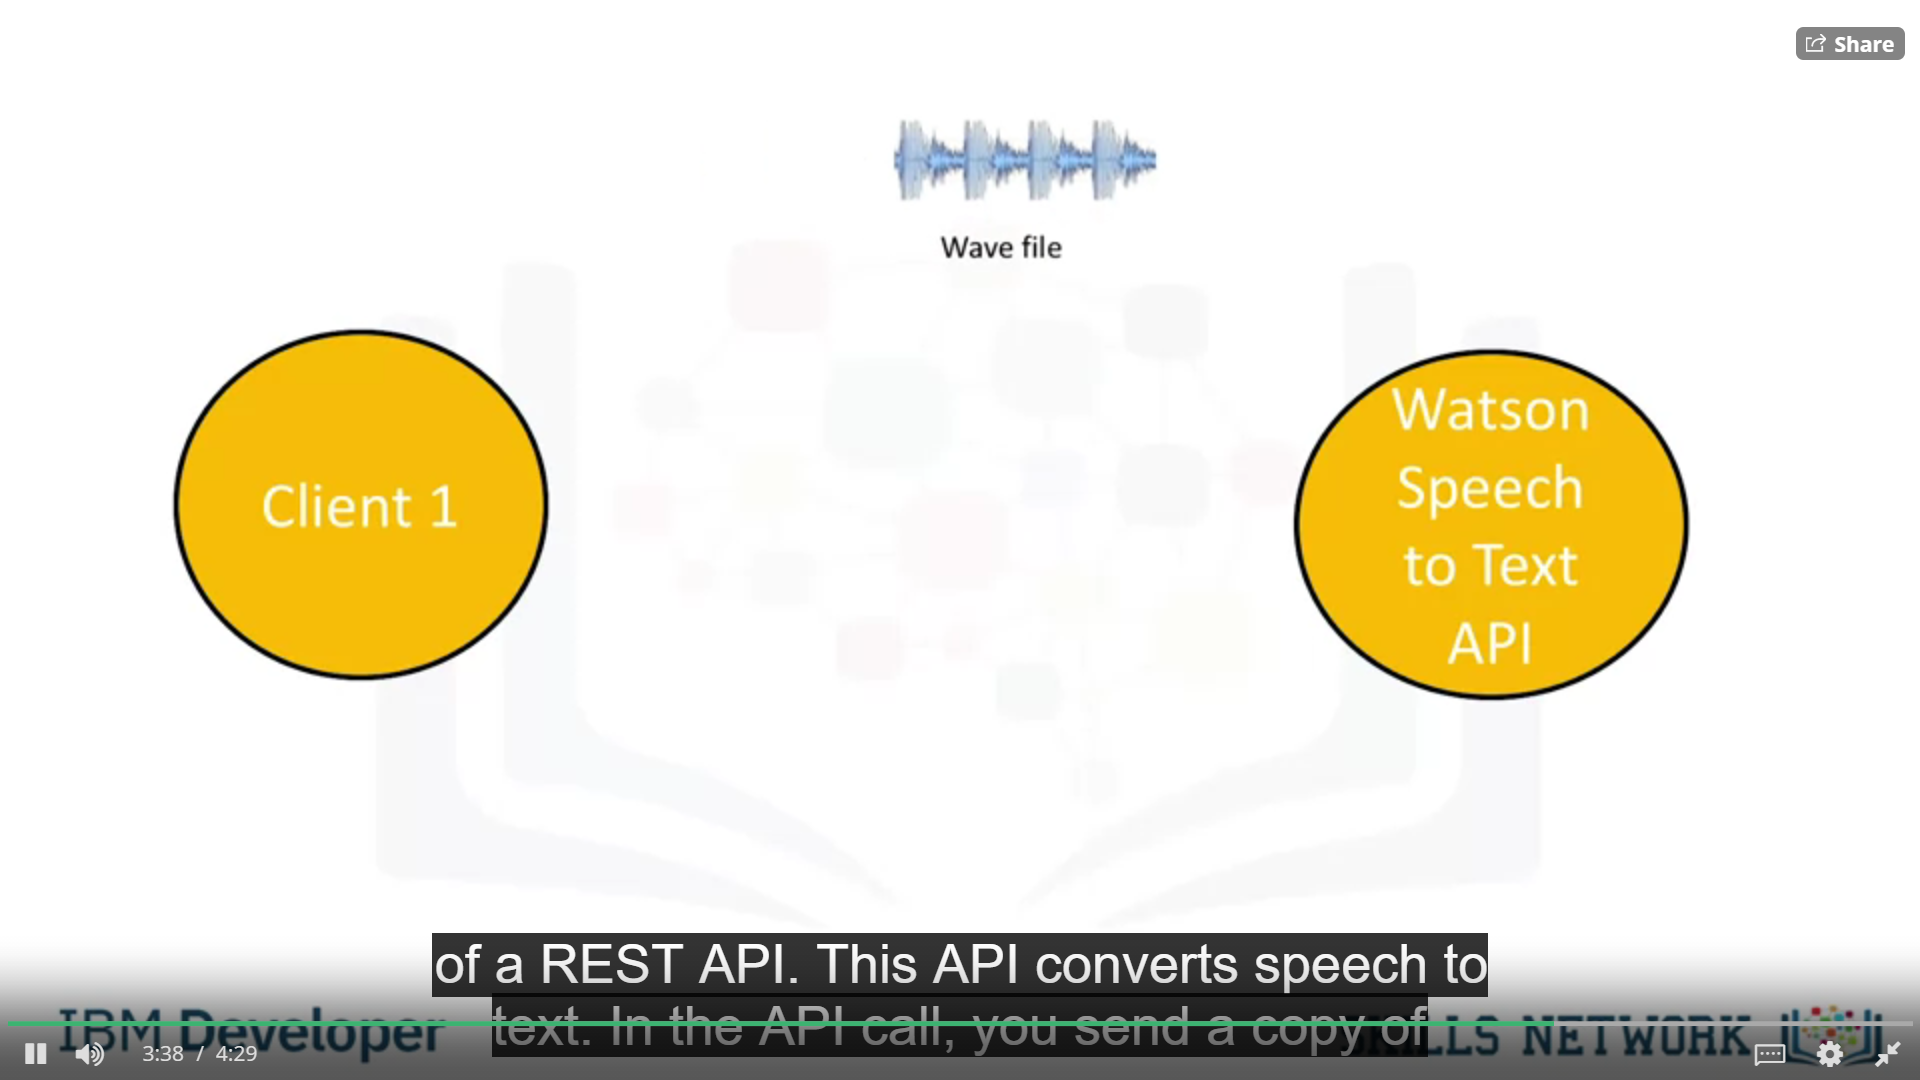 Share
Wave file
Client 1
Watson
Speech
to Text
API
of a REST API. This API converts speech to
text. In the API call, you send a copy of
IBM Developer
SKILLS NETWORK
3:38 / 4:29